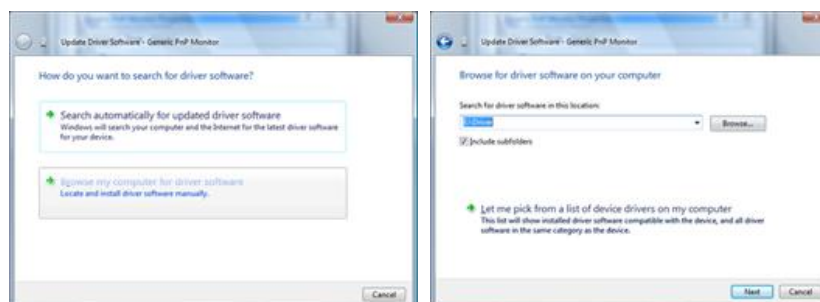 Update Driver Software - Generic PnP Monitor
How do you want to search for driver software?
Search automatically for updated driver software
Windows will search your computer and the Internet for the latest driver software
for your device.
Browse my computer for driver software
Locate and install driver software manually.
Cancel
Update Driver Software - Generic PnP Monitor
Browse for driver software on your computer
Search for driver software in this location:
Browse...
Include subfolders
Let me pick from a list of device drivers on my computer
This list will show installed driver software compatible with the device, and all driver
software in the same category as the device.
Next
Cancel